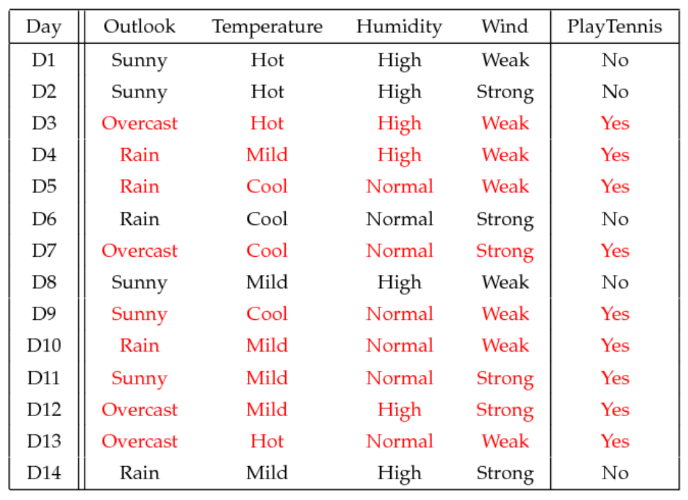 Day Outlook Temperature Humidity Wind PlayTennis
D1 Sunny Hot High Weak No
D2 Sunny Hot High Strong No
D3 Overcast Hot High Weak Yes
D4 Rain Mild High Weak Yes
D5 Rain Cool Normal Weak Yes
D6 Rain Cool Normal Strong No
D7 Overcast Cool Normal Strong Yes
D8 Sunny Mild High Weak No
D9 Sunny Cool Normal Weak Yes
D10 Rain Mild Normal Weak Yes
D11 Sunny Mild Normal Strong Yes
D12 Overcast Mild High Strong Yes
D13 Overcast Hot Normal Weak Yes
D14 Rain Mild High Strong No